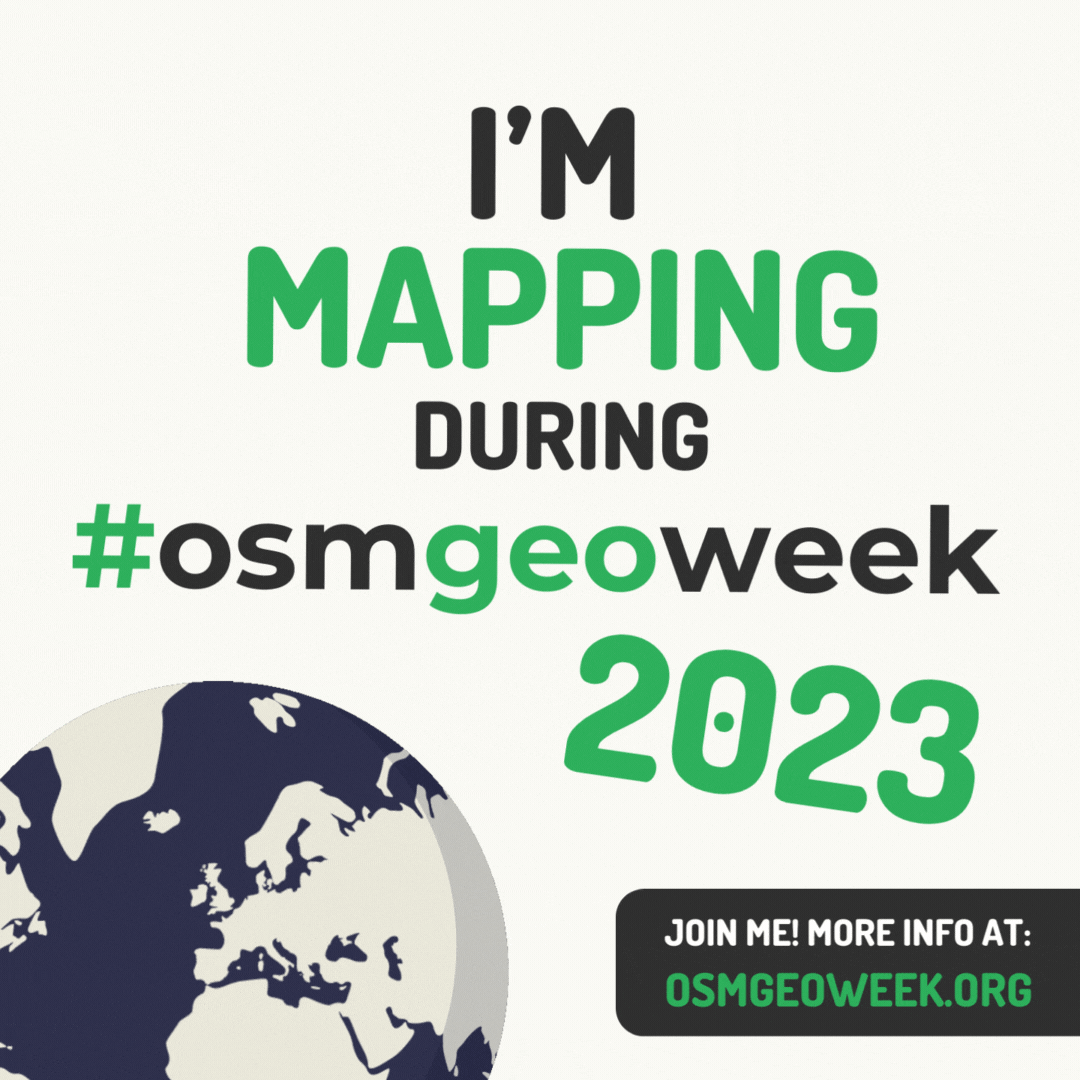 I'M
MAPPING
DURING
#osmgeoweek
2023
JOIN ME! MORE INFO AT:
OSMGEOWEEK.ORG